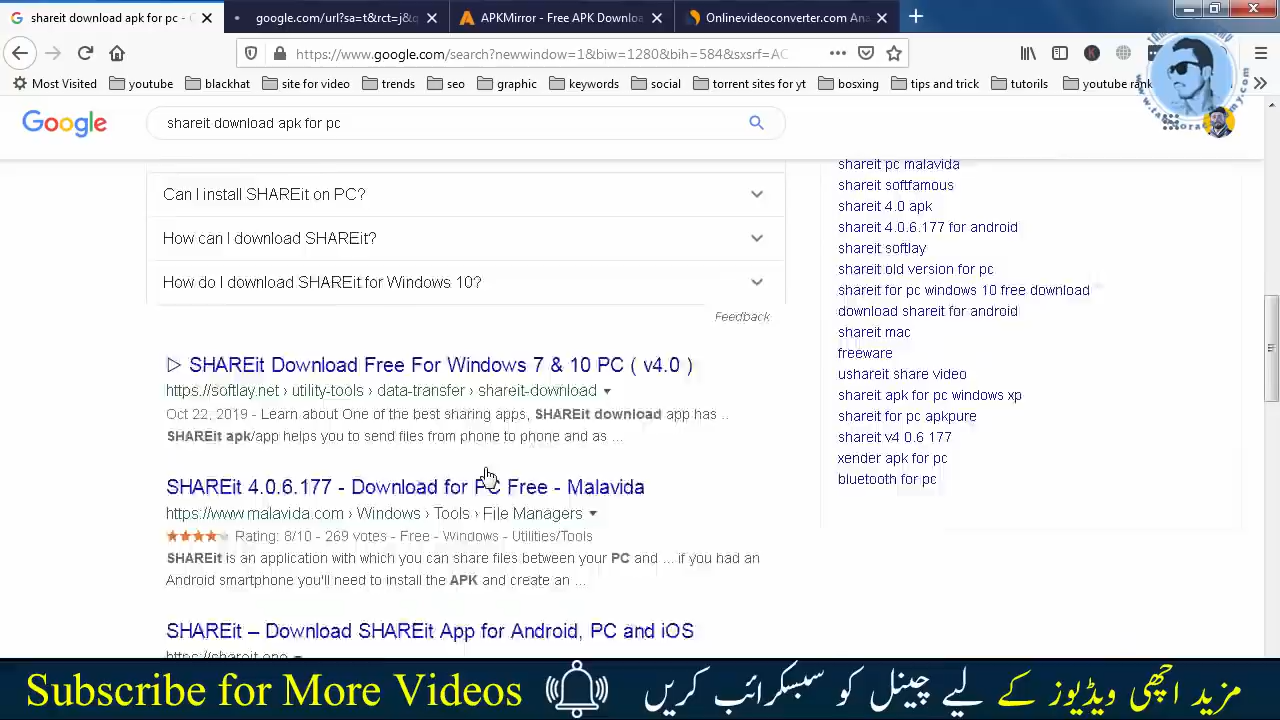 shareit download apk for pc - G
google.com/url?sa=t&rct=j&q
APKMirror - Free APK Downloa
Onlinevideoconverter.com Ana
https://www.google.com/search?newwindow=1&biw=1280&bih=584&sxsrf=AC
Most Visited youtube blackhat site for video trends seo graphic keywords social torrent sites for yt bosxing tips and trick tutorils youtube rank
Google
shareit download apk for pc
Can I install SHAREit on PC?
How can I download SHAREit?
How do I download SHAREit for Windows 10?
Feedback
▷ SHAREit Download Free For Windows 7 & 10 PC ( v4.0 )
https://softlay.net › utility-tools › data-transfer › shareit-download
Oct 22, 2019 - Learn about One of the best sharing apps, SHAREit download app has ..
SHAREit apk/app helps you to send files from phone to phone and as ...
SHAREit 4.0.6.177 - Download for PC Free - Malavida
https://www.malavida.com › Windows › Tools › File Managers
Rating: 8/10 - 269 votes - Free - Windows - Utilities/Tools
SHAREit is an application with which you can share files between your PC and ... if you had an
Android smartphone you'll need to install the APK and create an ...
SHAREit – Download SHAREit App for Android, PC and iOS
https://shareit.one
shareit pc malavida
shareit softfamous
shareit 4.0 apk
shareit 4.0.6.177 for android
shareit softlay
shareit old version for pc
shareit for pc windows 10 free download
download shareit for android
shareit mac
freeware
ushareit share video
shareit apk for pc windows xp
shareit for pc apkpure
shareit v4 0.6 177
xender apk for pc
bluetooth for pc
Subscribe for More Videos
مزید اچھی ویڈیوز کے لیے چینل کو سبسکرائب کریں